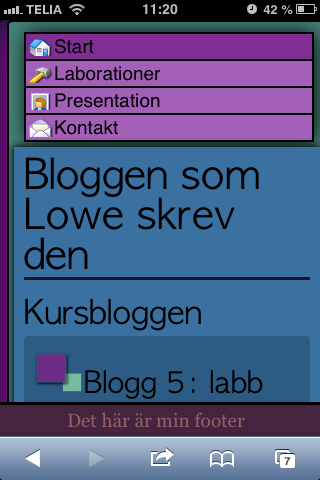 TELIA 11:20 42 %
Start
Laborationer
Presentation
Kontakt
Bloggen som
Lowe skrev
den
Kursbloggen
Blogg 5: labb
Det här är min footer
7